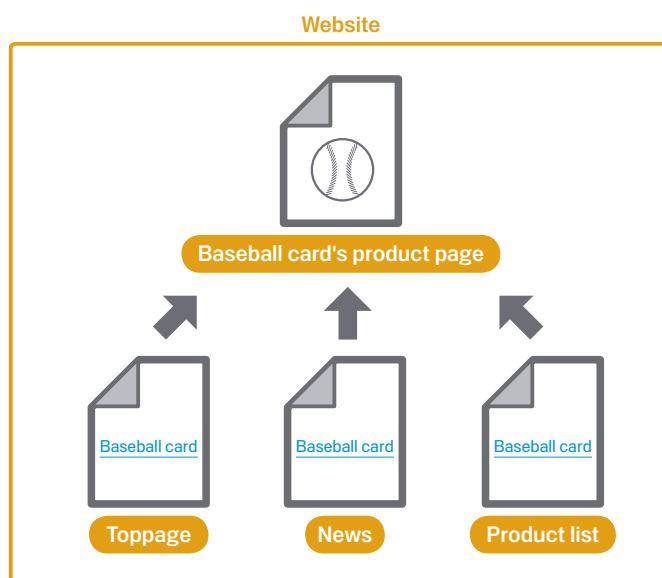 Website
Baseball card's product page
Baseball card
Baseball card
Baseball card
Toppage
News
Product list